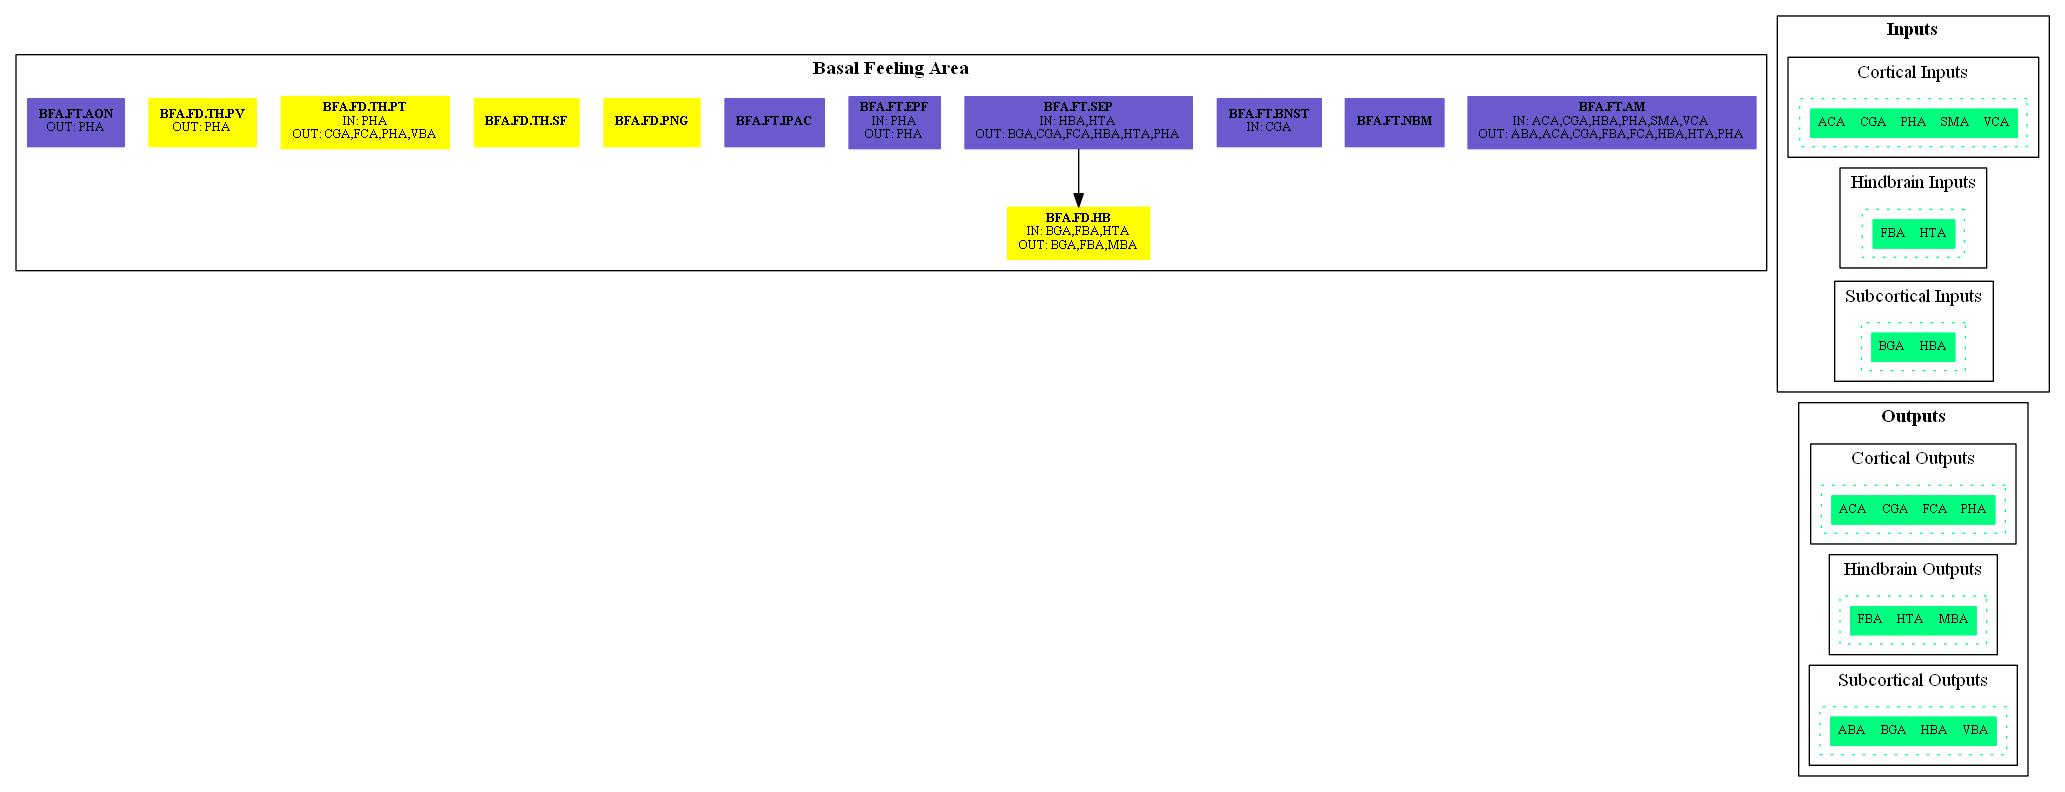 Basal Feeling Area
BFA.FT.AON
OUT: PHA
BFA.FD.TH.PV
OUT: PHA
BFA.FD.TH.PT
IN: PHA
OUT: CGA,FCA,PHA,VBA
BFA.FD.TH.SF
BFA.FD.PNG
BFA.FT.IPAC
BFA.FT.EPF
IN: PHA
OUT: PHA
BFA.FT.SEP
IN: HBA,HTA
OUT: BGA,CGA,FCA,HBA,HTA,PHA
BFA.FT.BNST
IN: CGA
BFA.FT.NBM
BFA.FT.AM
IN: ACA,CGA,HBA,PHA,SMA,VCA
OUT: ABA,ACA,CGA,FBA,FCA,HBA,HTA,PHA
BFA.FD.HB
IN: BGA,FBA,HTA
OUT: BGA,FBA,MBA
Inputs
Cortical Inputs
ACA CGA PHA SMA VCA
Hindbrain Inputs
FBA HTA
Subcortical Inputs
BGA HBA
Outputs
Cortical Outputs
ACA CGA FCA PHA
Hindbrain Outputs
FBA HTA MBA
Subcortical Outputs
ABA BGA HBA VBA